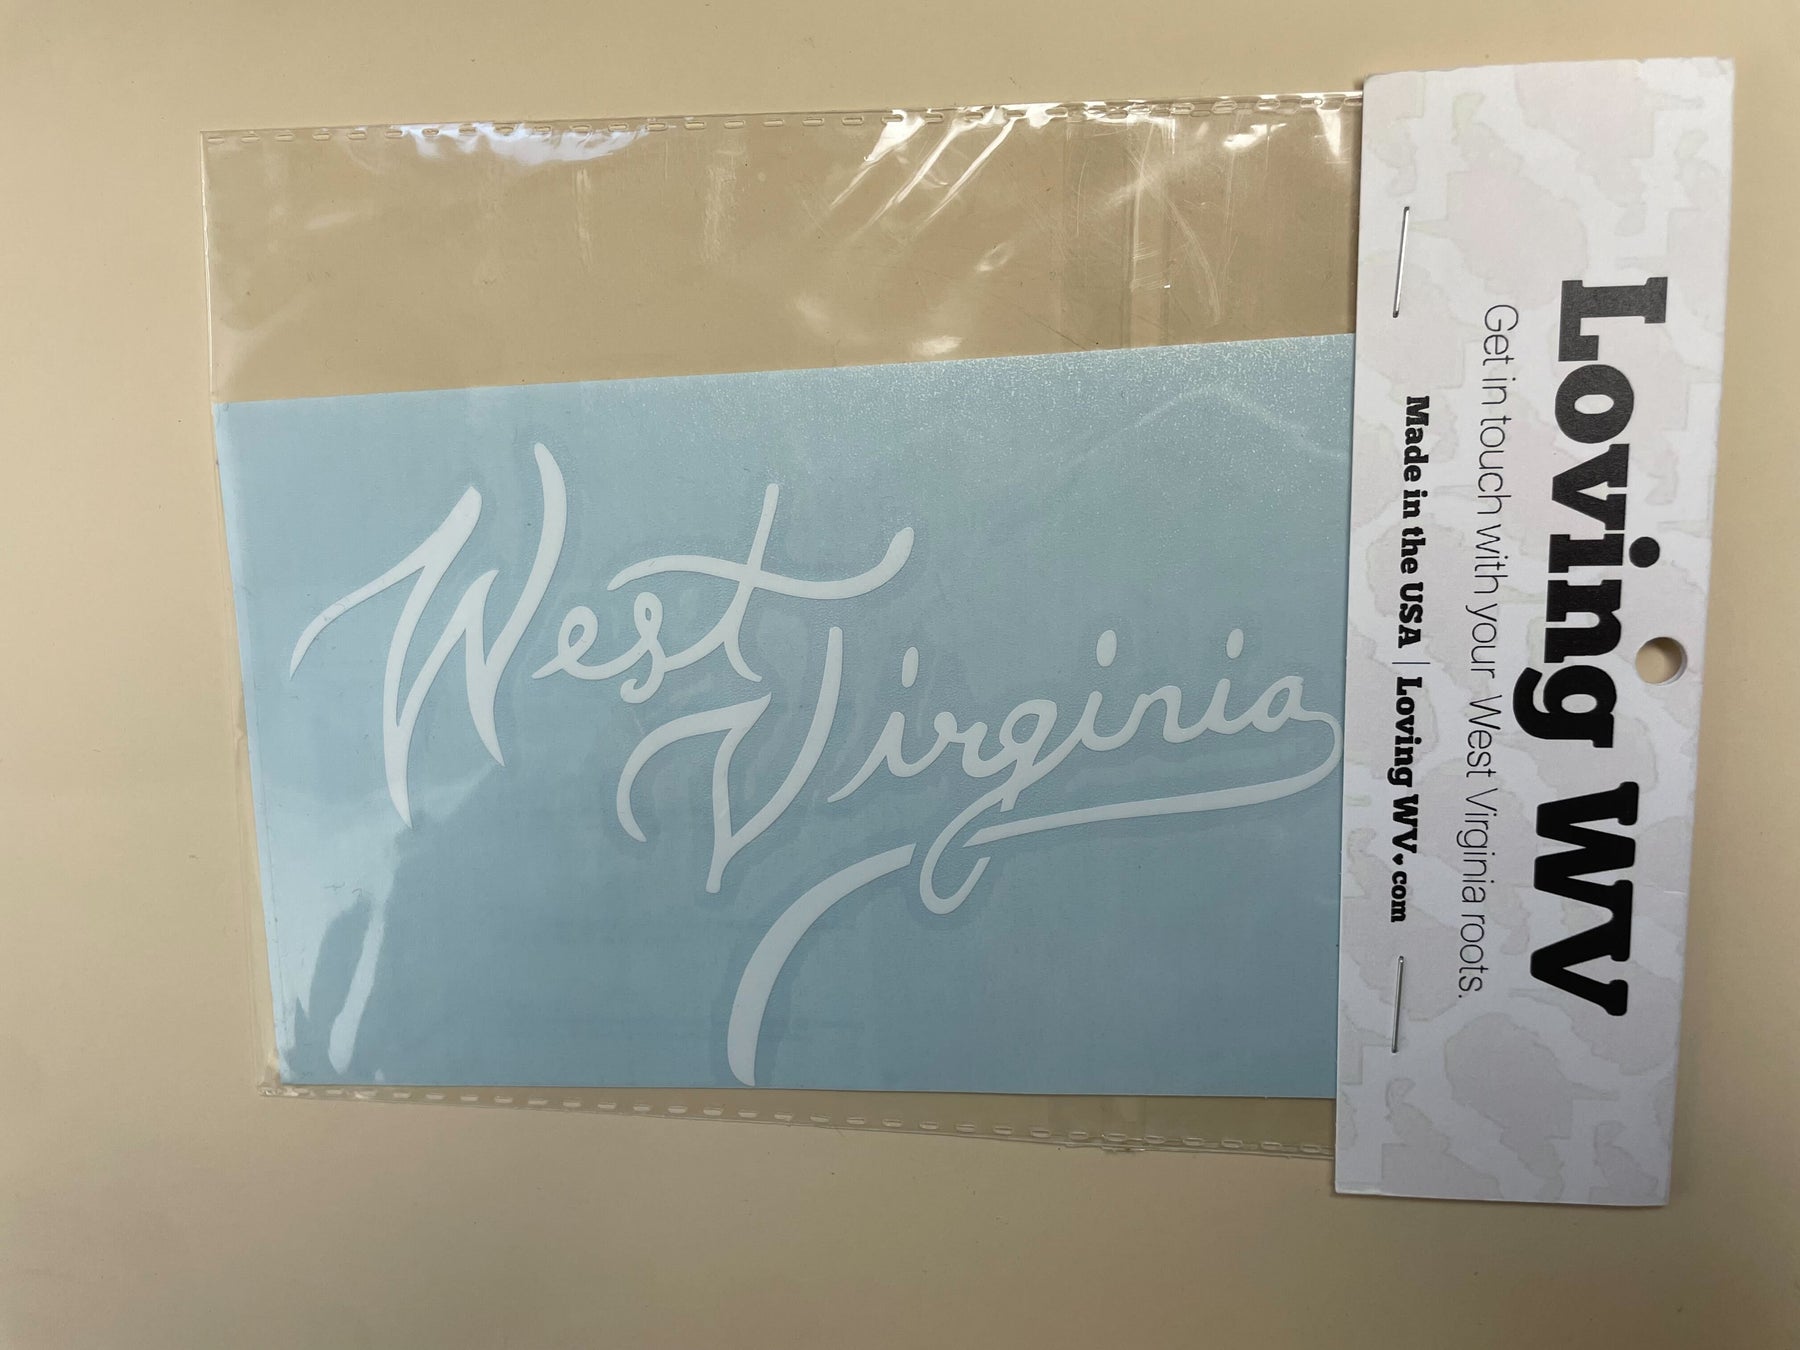 Loving WV
Get in touch with your West Virginia roots.
Made in the USA | Loving WV♥com
West
Virginia